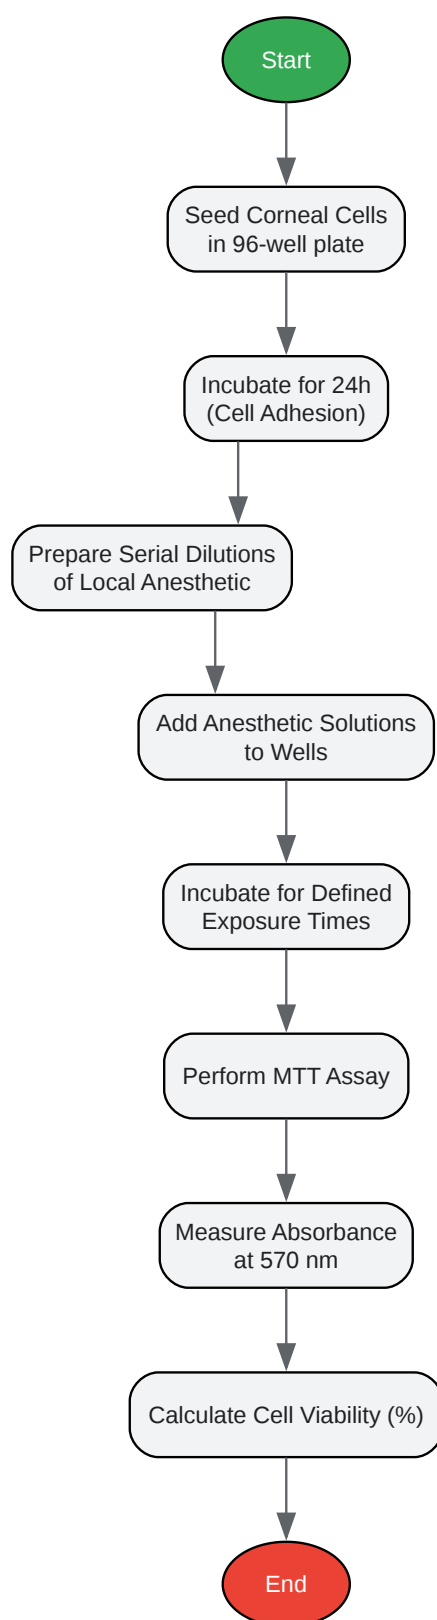 Start
Seed Corneal Cells
in 96-well plate
Incubate for 24h
(Cell Adhesion)
Prepare Serial Dilutions
of Local Anesthetic
Add Anesthetic Solutions
to Wells
Incubate for Defined
Exposure Times
Perform MTT Assay
Measure Absorbance
at 570 nm
Calculate Cell Viability (%)
End